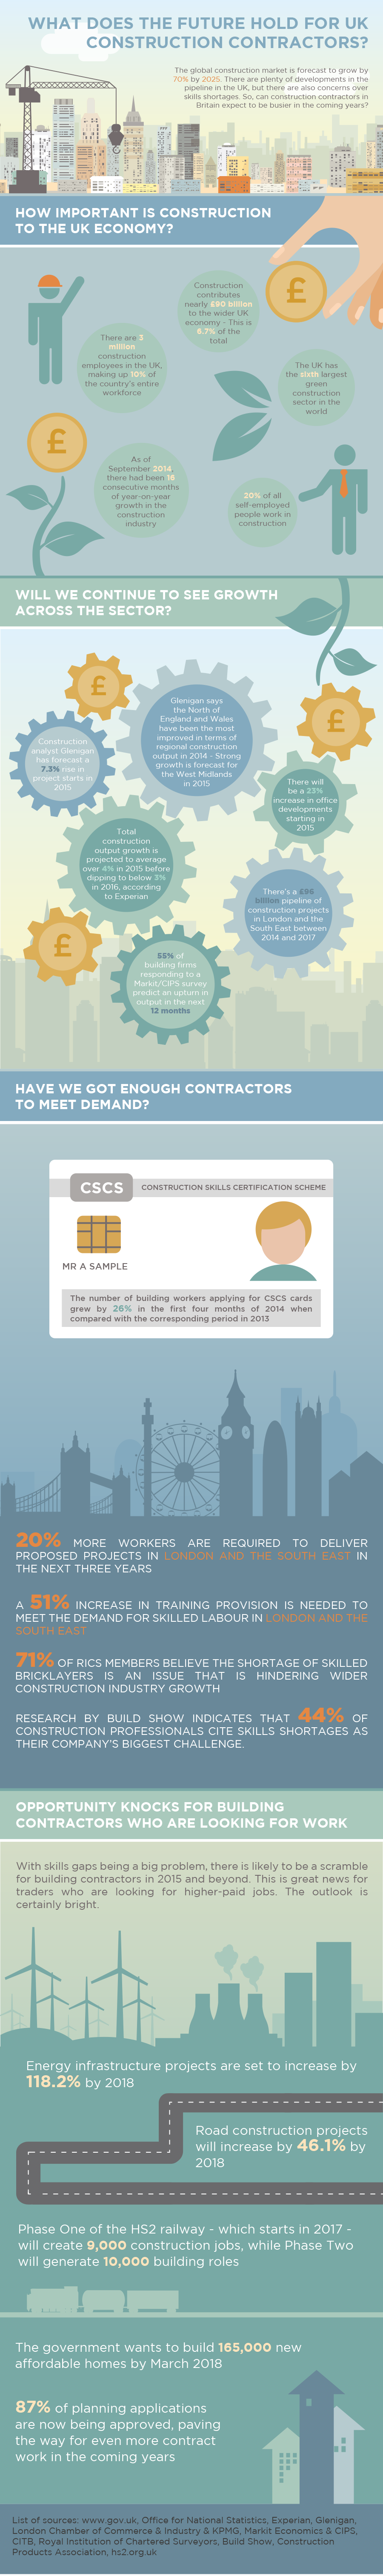 WHAT DOES THE FUTURE HOLD FOR UK
CONSTRUCTION CONTRACTORS?
The global construction market is forecast to grow by
70% by 2025. There are plenty of developments in the
pipeline in the UK, but there are also concerns over
skills shortages. So, can construction contractors in
Britain expect to be busier in the coming years?
HOW IMPORTANT IS CONSTRUCTION
TO THE UK ECONOMY?
Construction
contributes
nearly £90 billion
to the wider UK
economy - This is
6.7% of the
total
£
There are 3
million
construction
employees in the UK,
making up 10% of
the country's entire
workforce
The UK has
the sixth largest
green
construction
sector in the
world
£
As of
September 2014,
there had been 16
consecutive months
of year-on-year
growth in the
construction
industry
20% of all
self-employed
people work in
construction
WILL WE CONTINUE TO SEE GROWTH
ACROSS THE SECTOR?
£
Glenigan says
the North of
England and Wales
have been the most
improved in terms of
regional construction
output in 2014 - Strong
growth is forecast for
the West Midlands
in 2015
£
Construction
analyst Glenigan
has forecast a
7.3% rise in
project starts in
2015
There will
be a 23%
increase in office
developments
starting in
2015
Total
construction
output growth is
projected to average
over 4% in 2015 before
dipping to below 3%
in 2016, according
to Experian
There's a £96
billion pipeline of
construction projects
in London and the
South East between
2014 and 2017
£
55% of
building firms
responding to a
Markit/CIPS survey
predict an upturn in
output in the next
12 months
HAVE WE GOT ENOUGH CONTRACTORS
TO MEET DEMAND?
CSCS
CONSTRUCTION SKILLS CERTIFICATION SCHEME
MR A SAMPLE
The number of building workers applying for CSCS cards
grew by 26% in the first four months of 2014 when
compared with the corresponding period in 2013
20% MORE WORKERS ARE REQUIRED TO DELIVER
PROPOSED PROJECTS IN LONDON AND THE SOUTH EAST IN
THE NEXT THREE YEARS
A 51% INCREASE IN TRAINING PROVISION IS NEEDED TO
MEET THE DEMAND FOR SKILLED LABOUR IN LONDON AND THE
SOUTH EAST
71% OF RICS MEMBERS BELIEVE THE SHORTAGE OF SKILLED
BRICKLAYERS IS AN ISSUE THAT IS HINDERING WIDER
CONSTRUCTION INDUSTRY GROWTH
RESEARCH BY BUILD SHOW INDICATES THAT 44% OF
CONSTRUCTION PROFESSIONALS CITE SKILLS SHORTAGES AS
THEIR COMPANY'S BIGGEST CHALLENGE.
OPPORTUNITY KNOCKS FOR BUILDING
CONTRACTORS WHO ARE LOOKING FOR WORK
With skills gaps being a big problem, there is likely to be a scramble
for building contractors in 2015 and beyond. This is great news for
traders who are looking for higher-paid jobs. The outlook is
certainly bright.
Energy infrastructure projects are set to increase by
118.2% by 2018
Road construction projects
will increase by 46.1% by
2018
Phase One of the HS2 railway - which starts in 2017 -
will create 9,000 construction jobs, while Phase Two
will generate 10,000 building roles
The government wants to build 165,000 new
affordable homes by March 2018
87% of planning applications
are now being approved, paving
the way for even more contract
work in the coming years
List of sources: www.gov.uk, Office for National Statistics, Experian, Glenigan,
London Chamber of Commerce & Industry & KPMG, Markit Economics & CIPS,
CITB, Royal Institution of Chartered Surveyors, Build Show, Construction
Products Association, hs2.org.uk